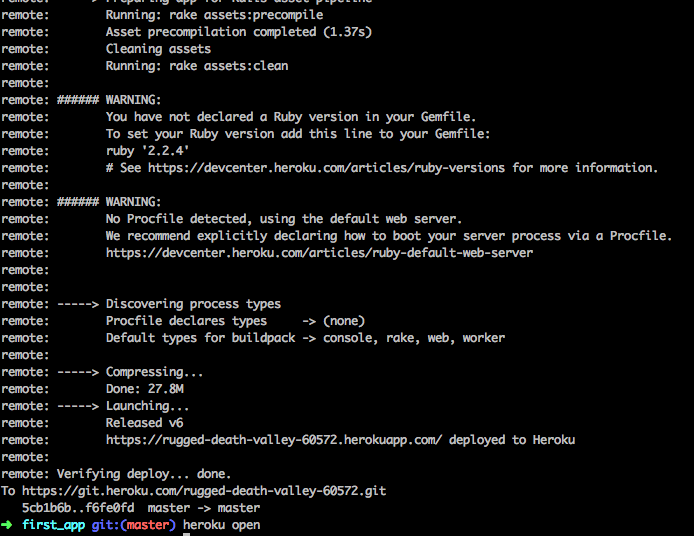 remote: -----> Preparing app for Rails asset pipeline
remote:        Running: rake assets:precompile
remote:        Asset precompilation completed (1.37s)
remote:        Cleaning assets
remote:        Running: rake assets:clean
remote:
remote: ###### WARNING:
remote:        You have not declared a Ruby version in your Gemfile.
remote:        To set your Ruby version add this line to your Gemfile:
remote:        ruby '2.2.4'
remote:        # See https://devcenter.heroku.com/articles/ruby-versions for more information.
remote:
remote: ###### WARNING:
remote:        No Procfile detected, using the default web server.
remote:        We recommend explicitly declaring how to boot your server process via a Procfile.
remote:        https://devcenter.heroku.com/articles/ruby-default-web-server
remote:
remote:
remote: -----> Discovering process types
remote:        Procfile declares types     -> (none)
remote:        Default types for buildpack -> console, rake, web, worker
remote:
remote: -----> Compressing...
remote:        Done: 27.8M
remote: -----> Launching...
remote:        Released v6
remote:        https://rugged-death-valley-60572.herokuapp.com/ deployed to Heroku
remote:
remote: Verifying deploy... done.
To https://git.heroku.com/rugged-death-valley-60572.git
   5cb1b6b..f6fe0fd  master -> master
➜  first_app git:(master) heroku open